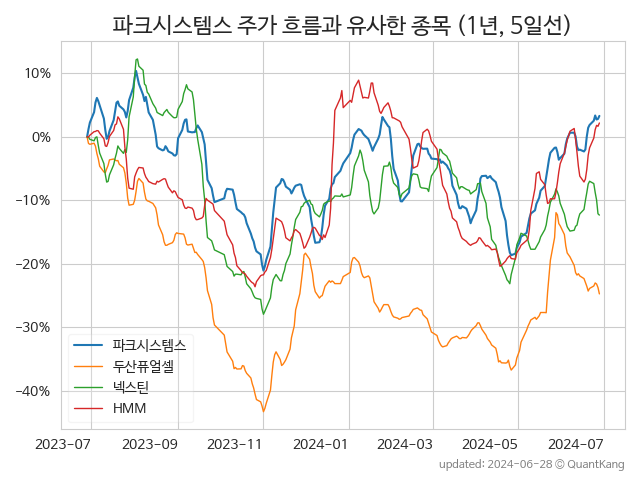 파크시스템스 주가 흐름과 유사한 종목 (1년, 5일선)
10%
0%
−10%
−20%
−30%
−40%
파크시스템스
두산퓨얼셀
넥스틴
HMM
2023-07
2023-09
2023-11
2024-01
2024-03
2024-05
2024-07
updated: 2024-06-28 © QuantKang